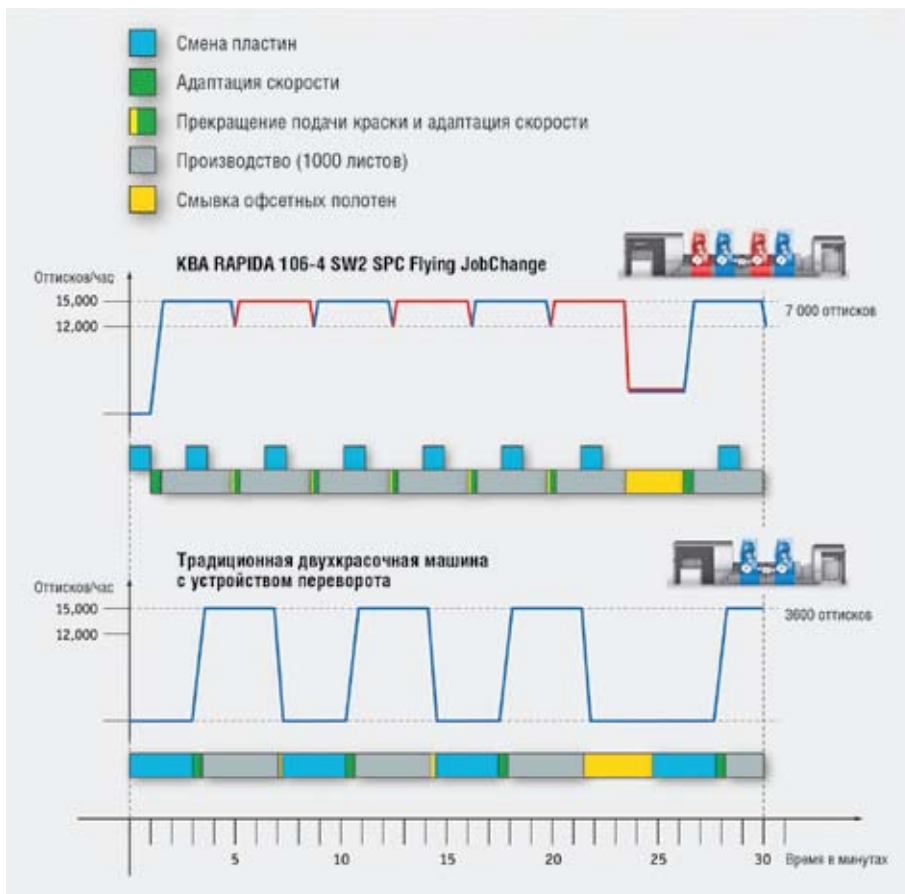 Смена пластин
Адаптация скорости
Прекращение подачи краски и адаптация скорости
Производство (1000 листов)
Смывка офсетных полотен
KBA RAPIDA 106-4 SW2 SPC Flying JobChange
Оттисков/час
15,000
12,000
7 000 оттисков
Традиционная двухкрасочная машина
с устройством переворота
Оттисков/час
15,000
12,000
3600 оттисков
5 10 15 20 25 30 Время в минутах